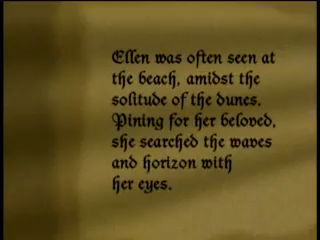 Ellen was often seen at
the beach, amidst the
solitude of the dunes.
Pining for her beloved,
she searched the waves
and horizon with
her eyes.